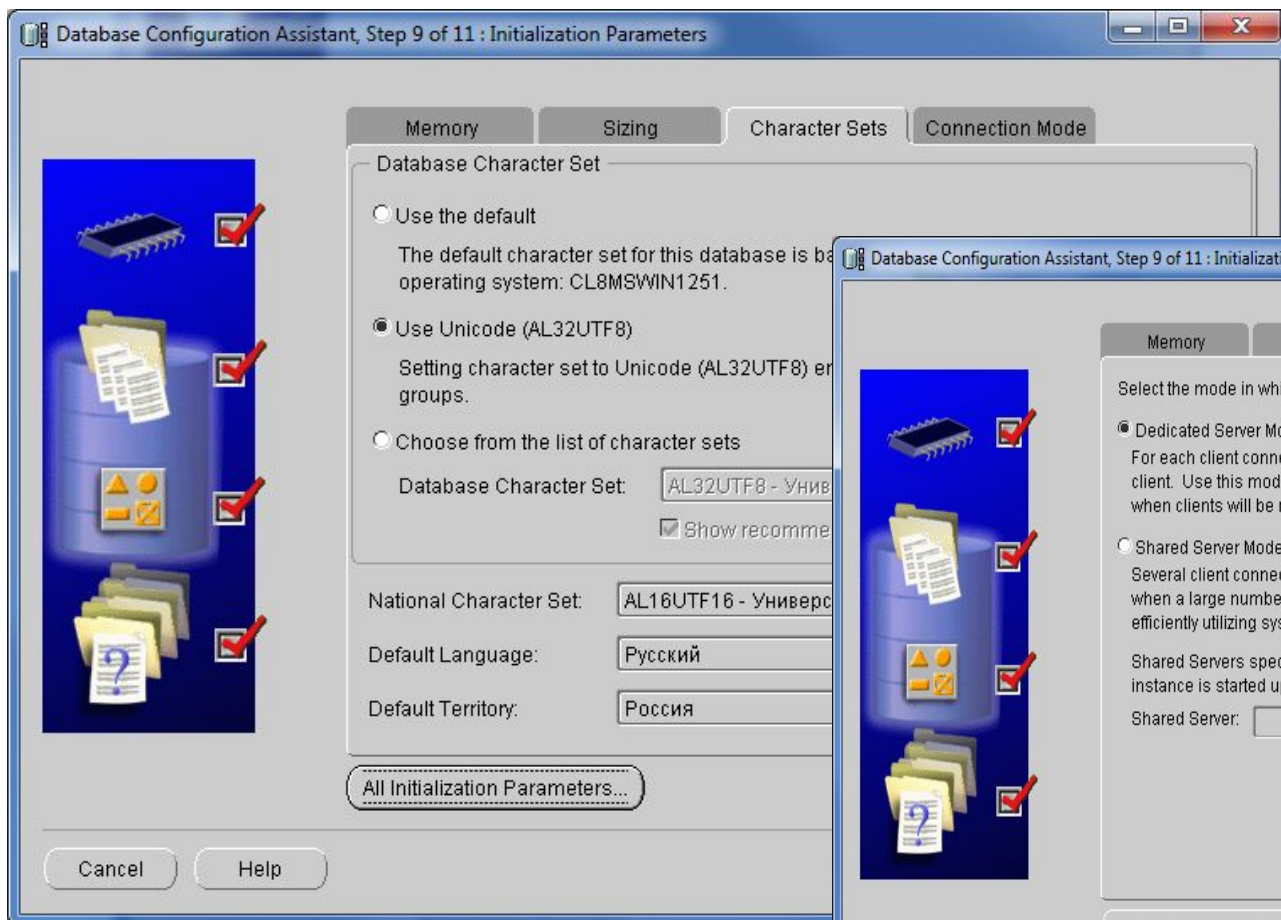 Database Configuration Assistant, Step 9 of 11 : Initialization Parameters
Memory
Sizing
Character Sets
Connection Mode
Database Character Set
Use the default
The default character set for this database is
operating system: CL8MSWIN1251.
Use Unicode (AL32UTF8)
Setting character set to Unicode (AL32UTF8)
groups.
Choose from the list of character sets
Database Character Set:
AL32UTF8 - Унив
Show recomme
National Character Set:
AL16UTF16 - Универс
Default Language:
Русский
Default Territory:
Россия
All Initialization Parameters...
Cancel
Help
Database Configuration Assistant, Step 9 of 11 : Initializati
Memory
Select the mode in whi
Dedicated Server Mo
For each client conne
client. Use this mod
when clients will be
Shared Server Mode
Several client connec
when a large numbe
efficiently utilizing sys
Shared Servers spec
instance is started u
Shared Server: